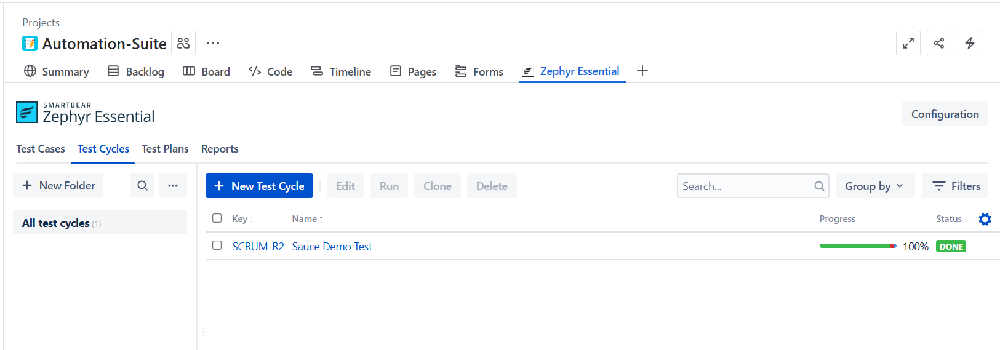 Projects
Automation-Suite
Summary Backlog Board Code Timeline Pages Forms Zephyr Essential
SMARTBEAR
Zephyr Essential
Configuration
Test Cases Test Cycles Test Plans Reports
New Folder New Test Cycle Edit Run Clone Delete Search... Group by Filters
All test cycles (1)
Key Name Progress Status
SCRUM-R2 Sauce Demo Test 100% DONE